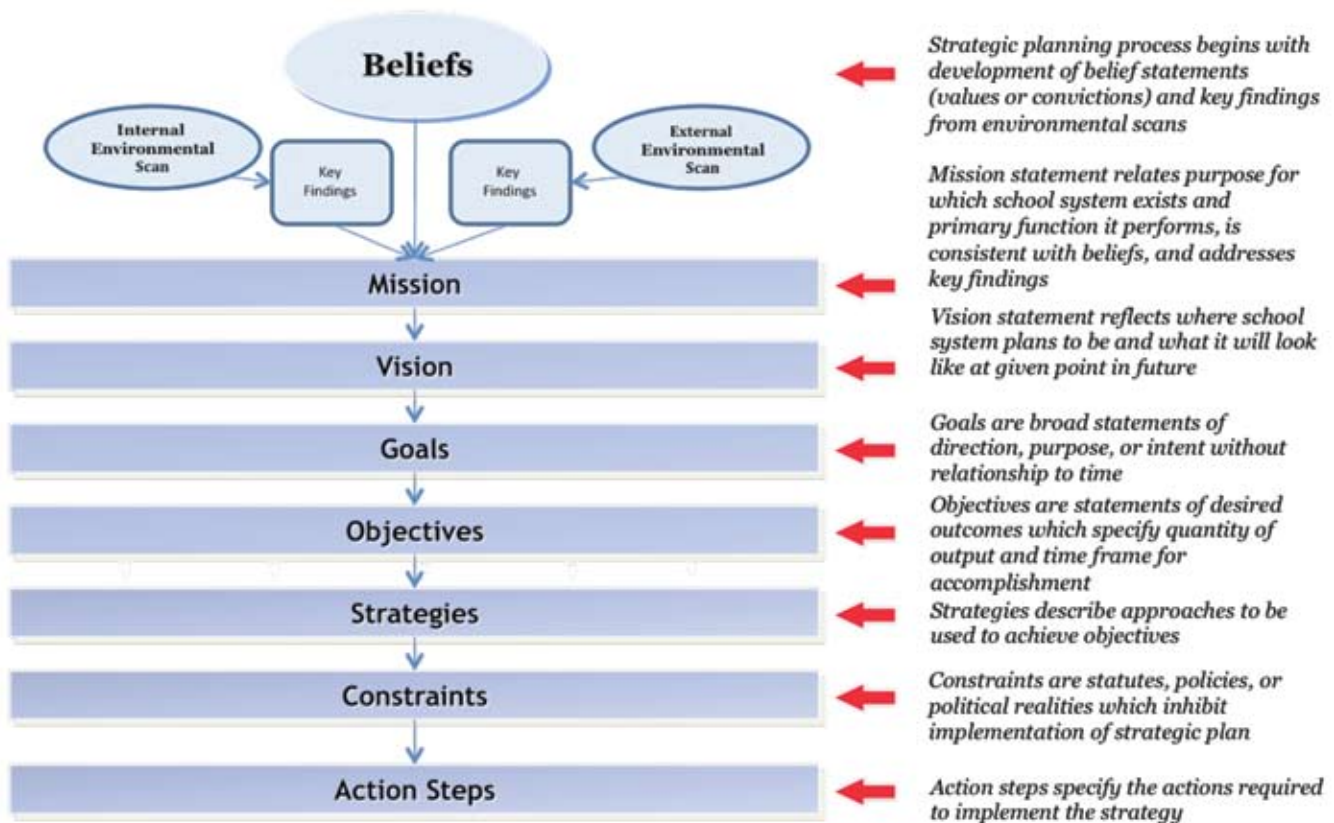 Beliefs
Internal
Environmental
Scan
Key
Findings
Key
Findings
External
Environmental
Scan
Strategic planning process begins with
development of belief statements
(values or convictions) and key findings
from environmental scans
Mission
Mission statement relates purpose for
which school system exists and
primary function it performs, is
consistent with beliefs, and addresses
key findings
Vision
Vision statement reflects where school
system plans to be and what it will look
like at given point in future
Goals
Goals are broad statements of
direction, purpose, or intent without
relationship to time
Objectives
Objectives are statements of desired
outcomes which specify quantity of
output and time frame for
accomplishment
Strategies
Strategies describe approaches to be
used to achieve objectives
Constraints
Constraints are statutes, policies, or
political realities which inhibit
implementation of strategic plan
Action Steps
Action steps specify the actions required
to implement the strategy